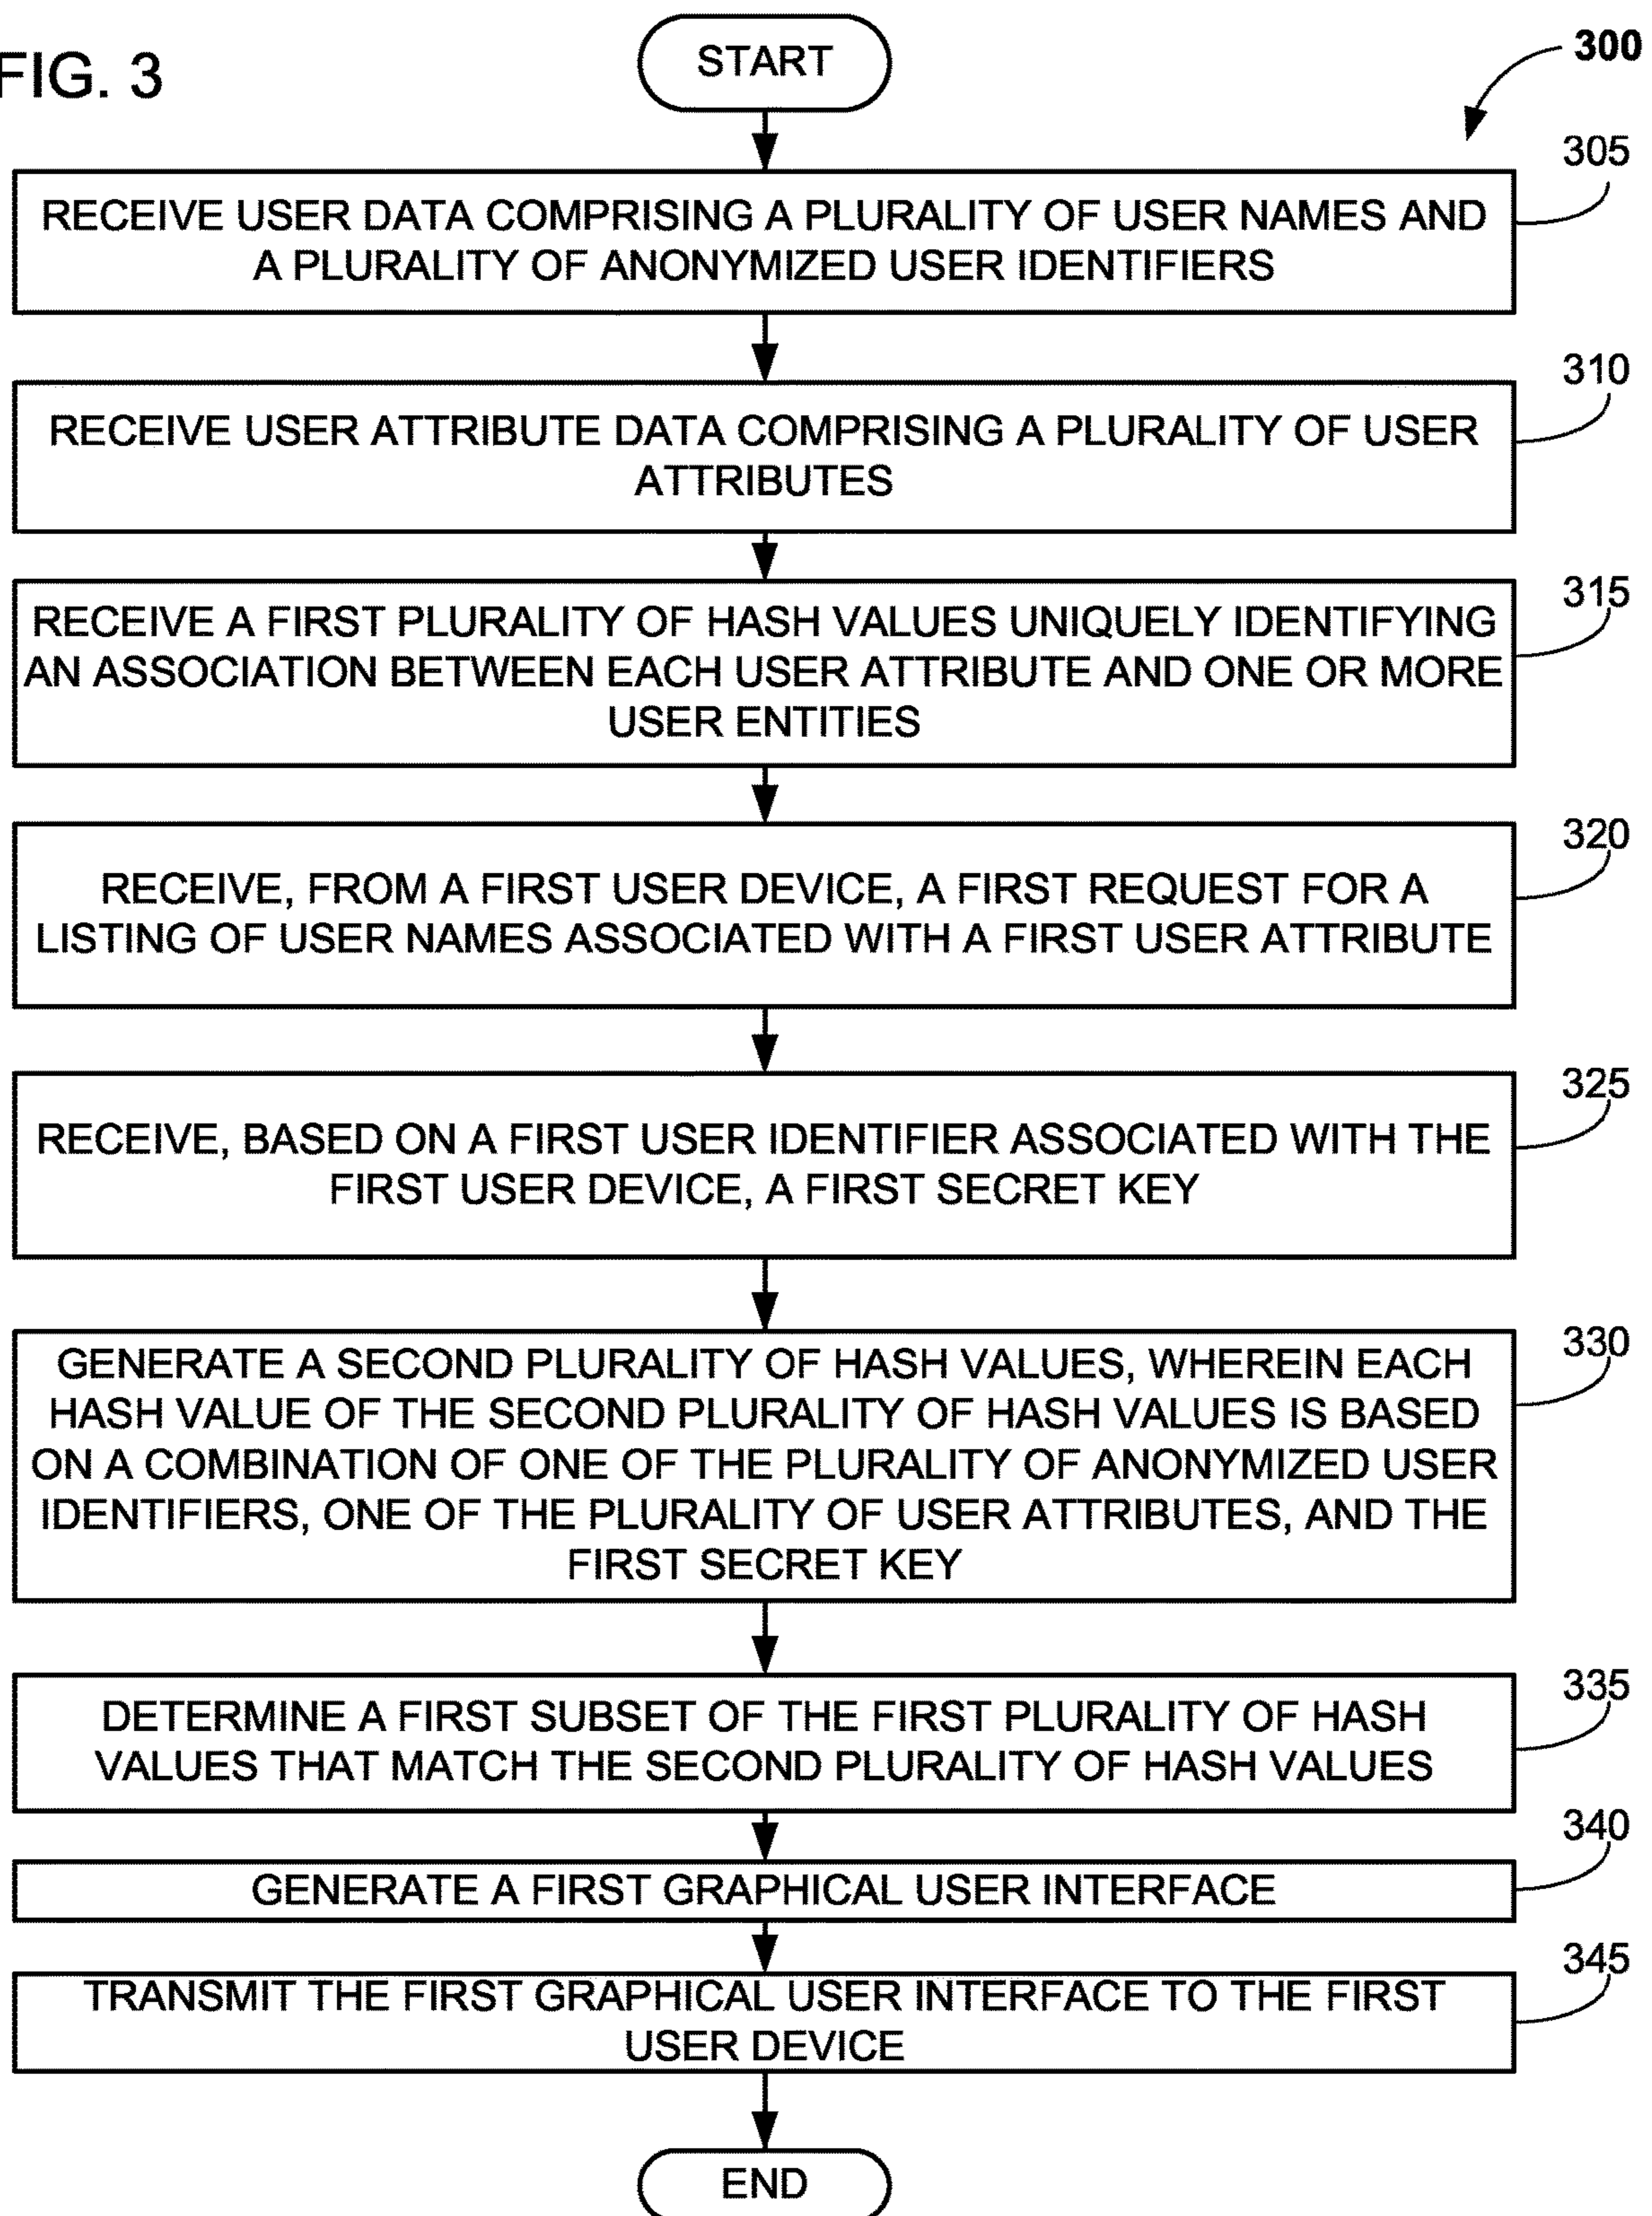 FIG. 3
START
300
305
RECEIVE USER DATA COMPRISING A PLURALITY OF USER NAMES AND
A PLURALITY OF ANONYMIZED USER IDENTIFIERS
310
RECEIVE USER ATTRIBUTE DATA COMPRISING A PLURALITY OF USER
ATTRIBUTES
315
RECEIVE A FIRST PLURALITY OF HASH VALUES UNIQUELY IDENTIFYING
AN ASSOCIATION BETWEEN EACH USER ATTRIBUTE AND ONE OR MORE
USER ENTITIES
320
RECEIVE, FROM A FIRST USER DEVICE, A FIRST REQUEST FOR A
LISTING OF USER NAMES ASSOCIATED WITH A FIRST USER ATTRIBUTE
325
RECEIVE, BASED ON A FIRST USER IDENTIFIER ASSOCIATED WITH THE
FIRST USER DEVICE, A FIRST SECRET KEY
330
GENERATE A SECOND PLURALITY OF HASH VALUES, WHEREIN EACH
HASH VALUE OF THE SECOND PLURALITY OF HASH VALUES IS BASED
ON A COMBINATION OF ONE OF THE PLURALITY OF ANONYMIZED USER
IDENTIFIERS, ONE OF THE PLURALITY OF USER ATTRIBUTES, AND THE
FIRST SECRET KEY
335
DETERMINE A FIRST SUBSET OF THE FIRST PLURALITY OF HASH
VALUES THAT MATCH THE SECOND PLURALITY OF HASH VALUES
340
GENERATE A FIRST GRAPHICAL USER INTERFACE
345
TRANSMIT THE FIRST GRAPHICAL USER INTERFACE TO THE FIRST
USER DEVICE
END